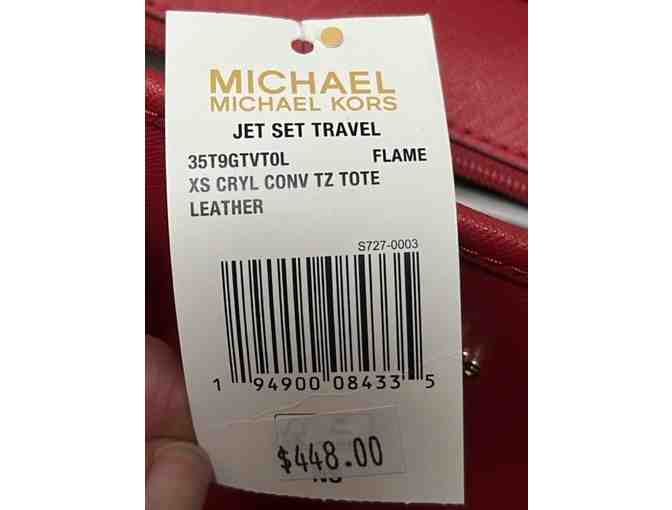 MICHAEL
MICHAEL KORS
JET SET TRAVEL
35T9GTVT0L FLAME
XS CRYL CONV TZ TOTE
LEATHER
S727-0003
1 94900 08433 5
$448.00